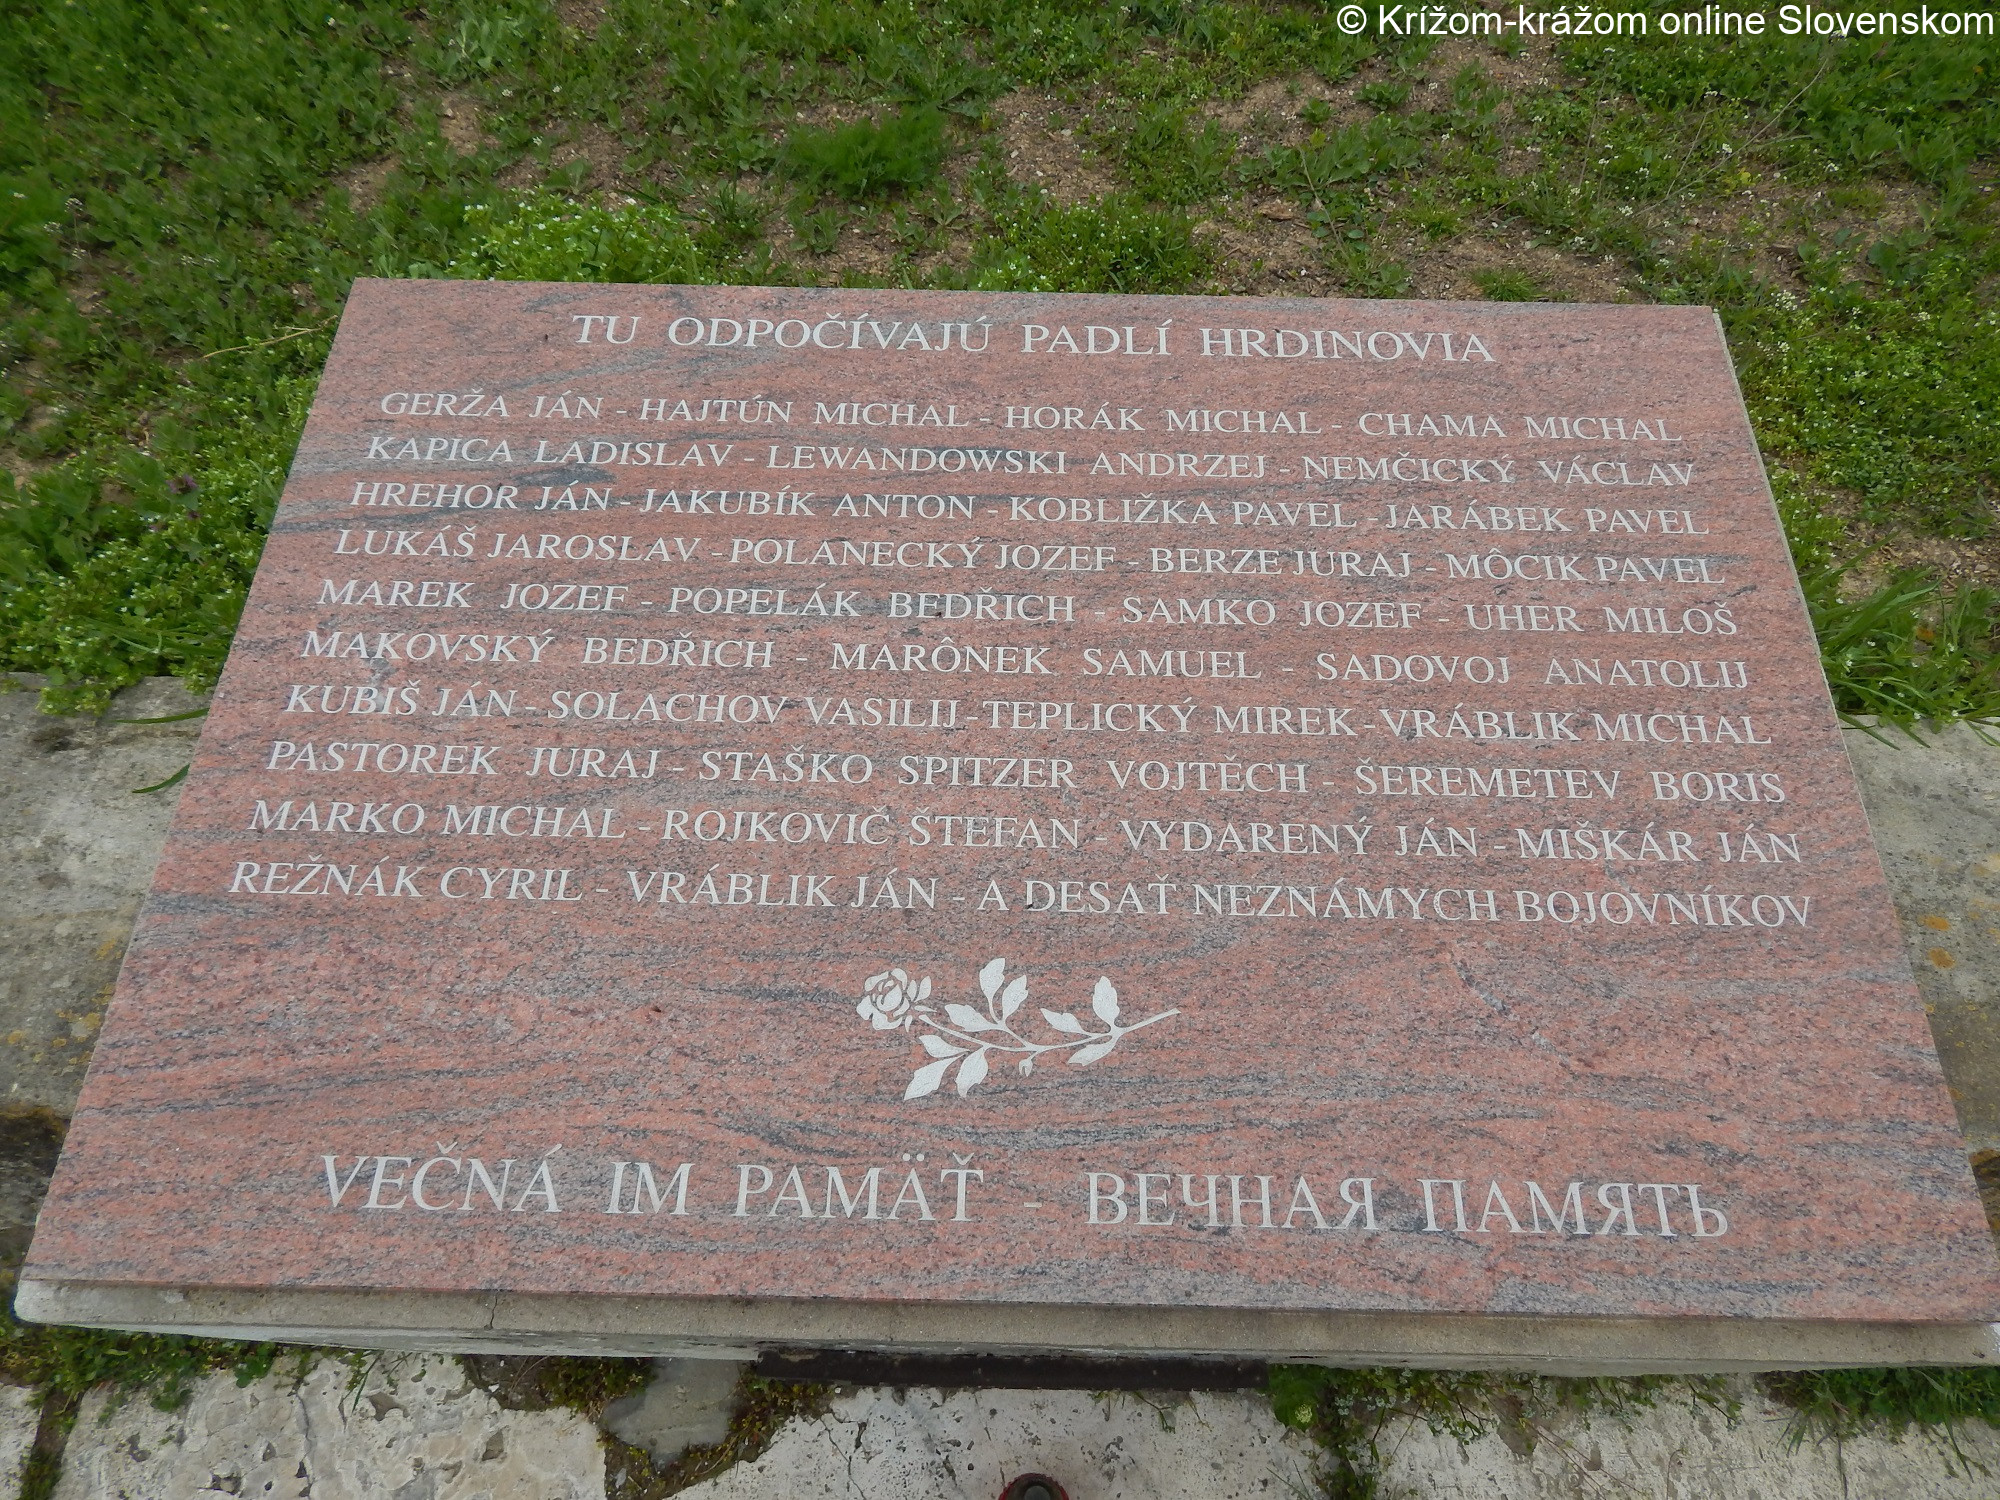 © Krížom-krážom online Slovenskom
TU ODPOČÍVAJÚ PADLÍ HRDINOVIA
GERŽA JÁN - HAJTÚN MICHAL - HORÁK MICHAL - CHAMA MICHAL
KAPICA LADISLAV - LEWANDOWSKI ANDRZEJ - NEMČICKÝ VÁCLAV
HREHOR JÁN - JAKUBÍK ANTON - KOBLIŽKA PAVEL - JARÁBEK PAVEL
LUKÁŠ JAROSLAV - POLANECKÝ JOZEF - BERZE JURAJ - MÔCIK PAVEL
MAREK JOZEF - POPELÁK BEDŘICH - SAMKO JOZEF - UHER MILOŠ
MAKOVSKÝ BEDŘICH - MARÔNEK SAMUEL - SADOVOJ ANATOLIJ
KUBIŠ JÁN - SOLACHOV VASILIJ - TEPLICKÝ MIREK - VRÁBLIK MICHAL
PASTOREK JURAJ - STAŠKO SPITZER VOJTĚCH - ŠEREMETEV BORIS
MARKO MICHAL - ROJKOVIČ ŠTEFAN - VYDARENÝ JÁN - MIŠKÁR JÁN
REŽNÁK CYRIL - VRÁBLIK JÁN - A DESAŤ NEZNÁMYCH BOJOVNÍKOV
VEČNÁ IM PAMÄŤ - ВЕЧНАЯ ПАМЯТЬ